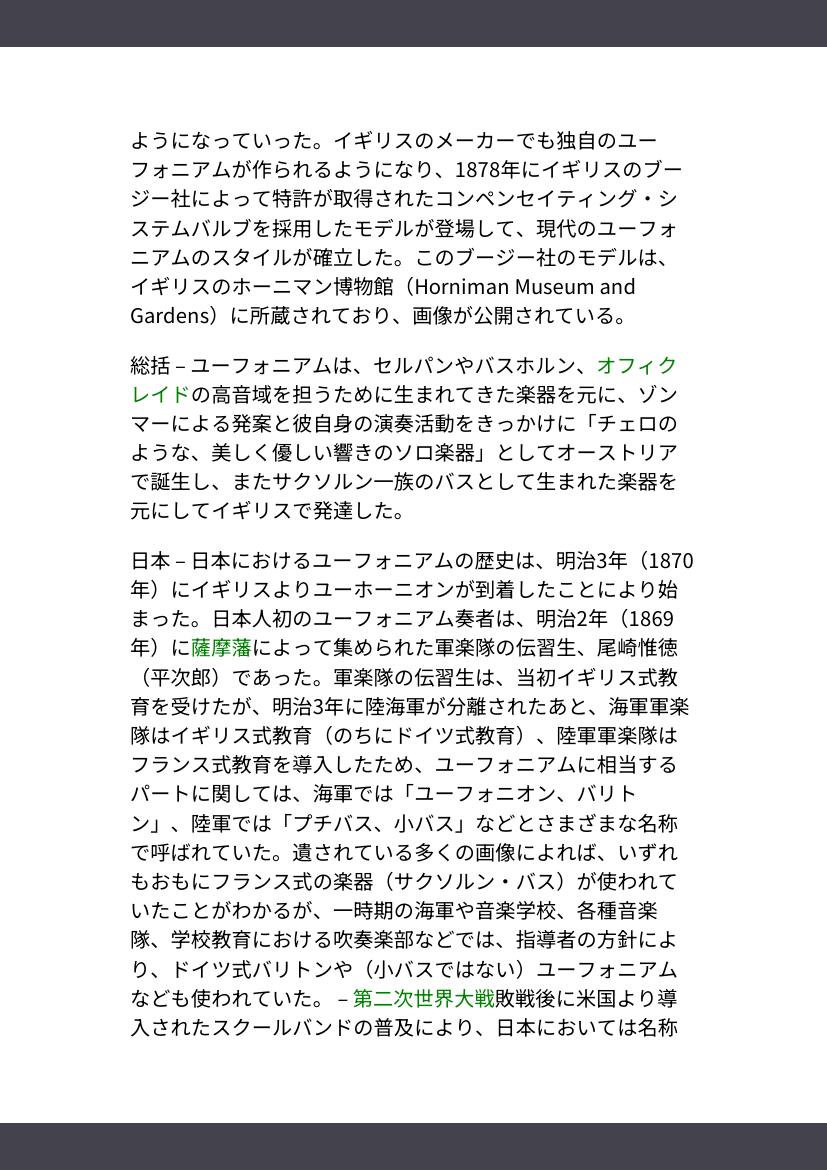 ようになっていった。イギリスのメーカーでも独自のユー
フォニアムが作られるようになり、1878年にイギリスのブー
ジー社によって特許が取得されたコンペンセイティング・シ
ステムバルブを採用したモデルが登場して、現代のユーフォ
ニアムのスタイルが確立した。このブージー社のモデルは、
イギリスのホーニマン博物館（Horniman Museum and
Gardens）に所蔵されており、画像が公開されている。
総括 – ユーフォニアムは、セルパンやバスホルン、オフィク
レイドの高音域を担うために生まれてきた楽器を元に、ゾン
マーによる発案と彼自身の演奏活動をきっかけに「チェロの
ような、美しく優しい響きのソロ楽器」としてオーストリア
で誕生し、またサクソルン一族のバスとして生まれた楽器を
元にしてイギリスで発達した。
日本 – 日本におけるユーフォニアムの歴史は、明治3年（1870
年）にイギリスよりユーホーニオンが到着したことにより始
まった。日本人初のユーフォニアム奏者は、明治2年（1869
年）に薩摩藩によって集められた軍楽隊の伝習生、尾崎惟徳
（平次郎）であった。軍楽隊の伝習生は、当初イギリス式教
育を受けたが、明治3年に陸海軍が分離されたあと、海軍軍楽
隊はイギリス式教育（のちにドイツ式教育）、陸軍軍楽隊は
フランス式教育を導入したため、ユーフォニアムに相当する
パートに関しては、海軍では「ユーフォニオン、バリト
ン」、陸軍では「プチバス、小バス」などとさまざまな名称
で呼ばれていた。遺されている多くの画像によれば、いずれ
もおもにフランス式の楽器（サクソルン・バス）が使われて
いたことがわかるが、一時期の海軍や音楽学校、各種音楽
隊、学校教育における吹奏楽部などでは、指導者の方針によ
り、ドイツ式バリトンや（小バスではない）ユーフォニアム
なども使われていた。 – 第二次世界大戦敗戦後に米国より導
入されたスクールバンドの普及により、日本においては名称